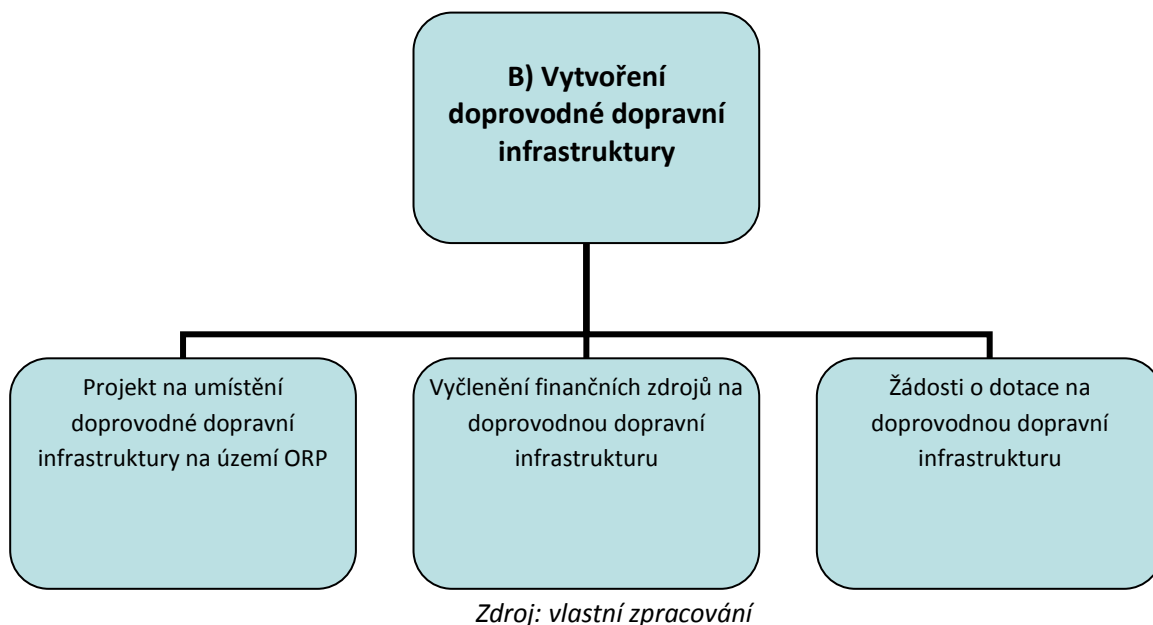 B) Vytvoření
doprovodné dopravní
infrastruktury
Projekt na umístění
doprovodné dopravní
infrastruktury na území ORP
Vyčlenění finančních zdrojů na
doprovodnou dopravní
infrastrukturu
Žádosti o dotace na
doprovodnou dopravní
infrastrukturu
Zdroj: vlastní zpracování